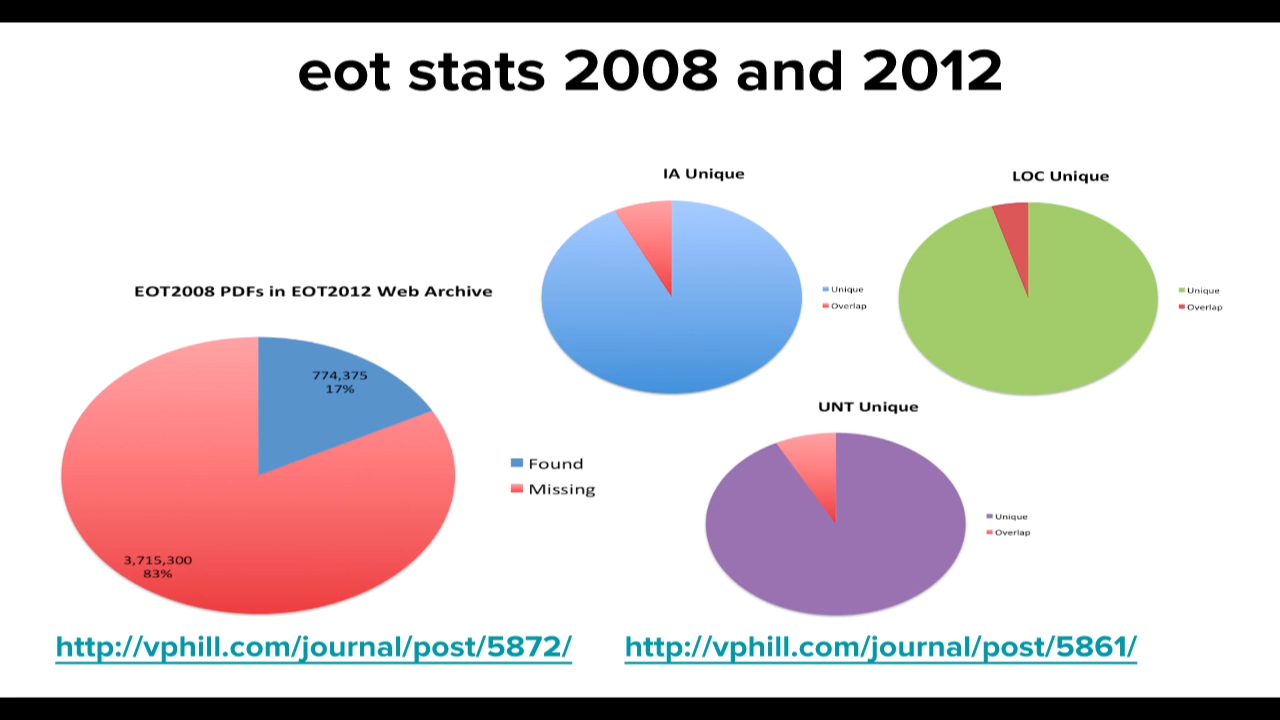 eot stats 2008 and 2012
EOT2008 PDFs in EOT2012 Web Archive
774,375
17%
3,715,300
83%
Found
Missing
http://vphill.com/journal/post/5872/
IA Unique
Unique
Overlap
LOC Unique
Unique
Overlap
UNT Unique
Unique
Overlap
http://vphill.com/journal/post/5861/